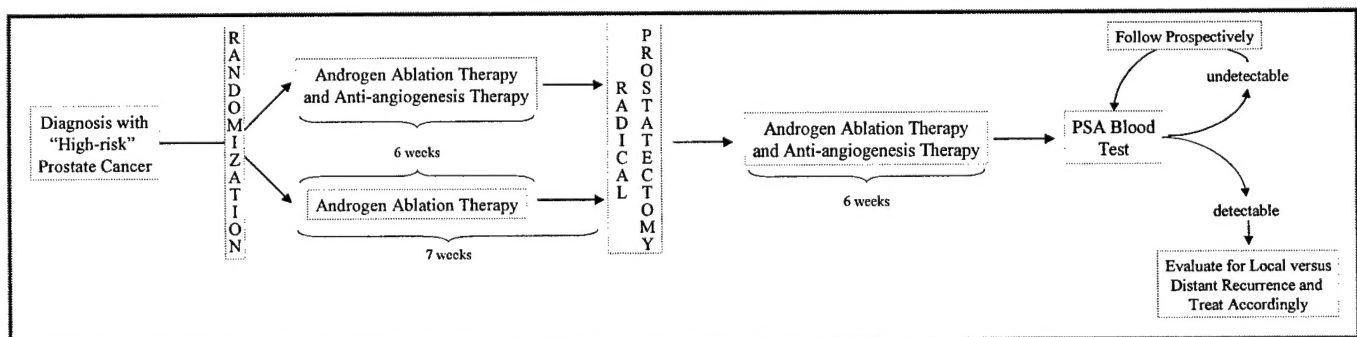 Diagnosis with
“High-risk”
Prostate Cancer
RANDOMIZATION
Androgen Ablation Therapy
and Anti-angiogenesis Therapy
6 weeks
Androgen Ablation Therapy
7 weeks
RADICAL
PROSTATECTOMY
Androgen Ablation Therapy
and Anti-angiogenesis Therapy
6 weeks
Follow Prospectively
undetectable
PSA Blood
Test
detectable
Evaluate for Local versus
Distant Recurrence and
Treat Accordingly